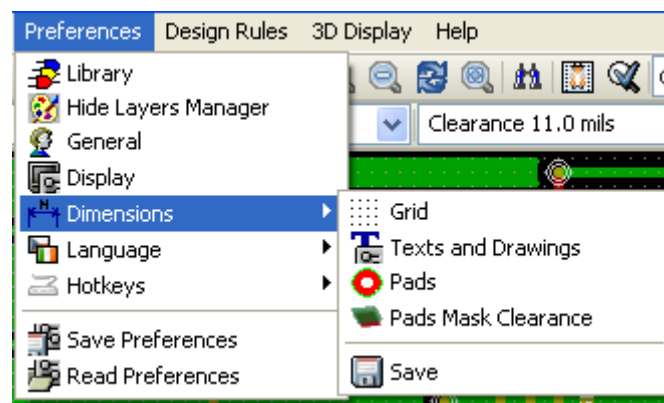 Preferences Design Rules 3D Display Help
Library
Hide Layers Manager
General
Clearance 11.0 mils
Display
Dimensions
Grid
Language
Texts and Drawings
Hotkeys
Pads
Pads Mask Clearance
Save Preferences
Read Preferences
Save